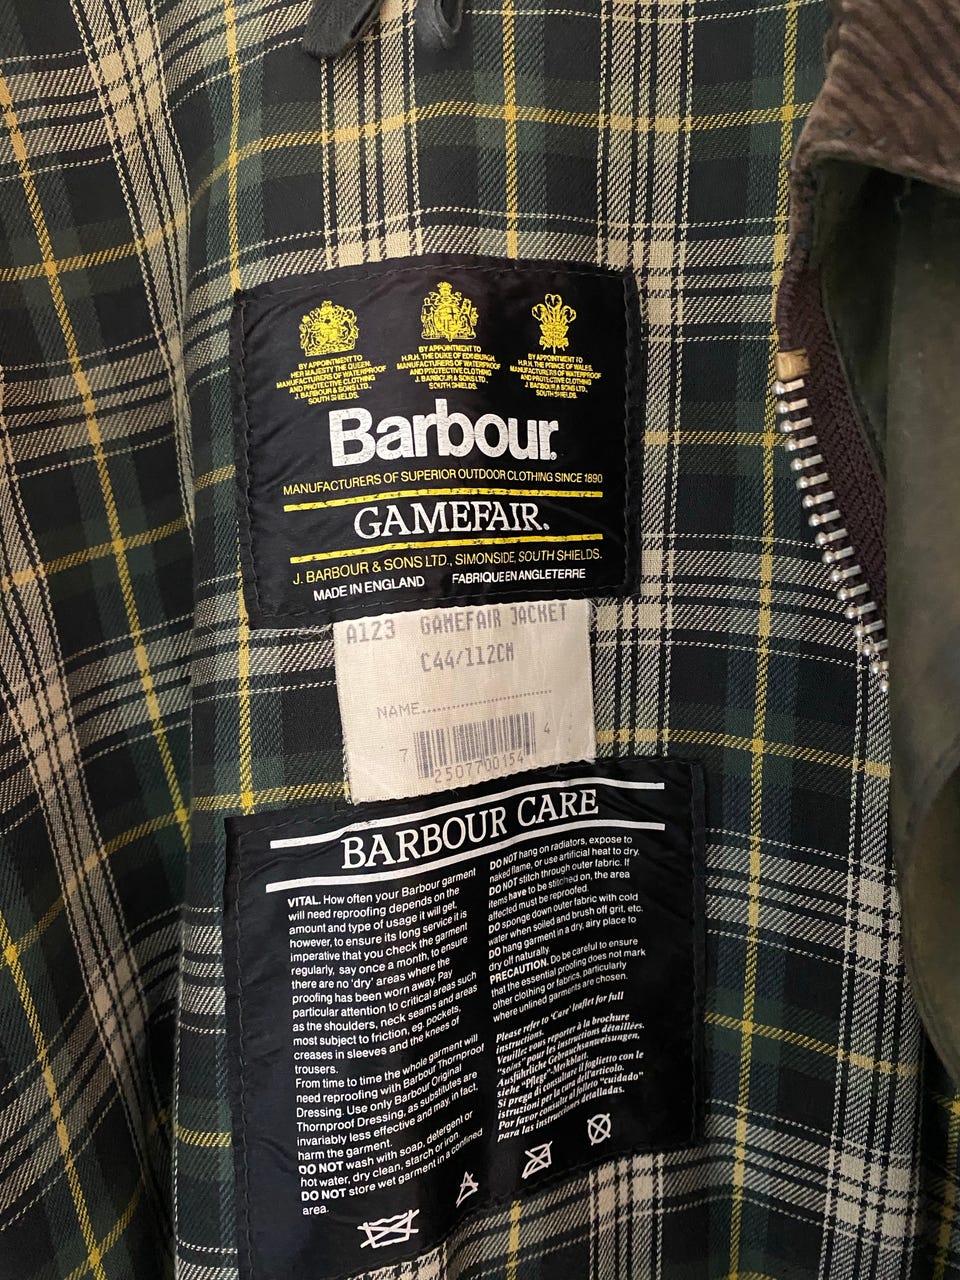 BY APPOINTMENT TO
HER MAJESTY THE QUEEN.
MANUFACTURERS OF WATERPROOF
AND PROTECTIVE CLOTHING
J. BARBOUR & SONS LTD.,
SOUTH SHIELDS.
BY APPOINTMENT TO
H.R.H. THE DUKE OF EDINBURGH.
MANUFACTURERS OF WATERPROOF
AND PROTECTIVE CLOTHING
J. BARBOUR & SONS LTD.,
SOUTH SHIELDS.
BY APPOINTMENT TO
H.R.H. THE PRINCE OF WALES.
MANUFACTURERS OF WATERPROOF
AND PROTECTIVE CLOTHING
J. BARBOUR & SONS LTD.,
SOUTH SHIELDS.
Barbour.
MANUFACTURERS OF SUPERIOR OUTDOOR CLOTHING SINCE 1890
GAMEFAIR.
J. BARBOUR & SONS LTD., SIMONSIDE, SOUTH SHIELDS.
MADE IN ENGLAND FABRIQUE EN ANGLETERRE
A123 GAMEFAIR JACKET
C44/112CM
NAME..........................
7 250770 0154 4
BARBOUR CARE
VITAL. How often your Barbour garment
will need reproofing depends on the
amount and type of usage it will get,
however, to ensure its long service it is
imperative that you check the garment
regularly, say once a month, to ensure
there are no 'dry' areas where the
proofing has been worn away. Pay
particular attention to critical areas such
as the shoulders, neck seams and areas
most subject to friction, eg. pockets,
creases in sleeves and the knees of
trousers.
From time to time the whole garment will
need reproofing with Barbour Thornproof
Dressing. Use only Barbour Original
Thornproof Dressing, as substitutes are
invariably less effective and may, in fact,
harm the garment.
DO NOT wash with soap, detergent or
hot water, dry clean, starch or iron.
DO NOT store wet garment in a confined
area.
DO NOT hang on radiators, expose to
naked flame, or use artificial heat to dry.
DO NOT stitch through outer fabric. If
items have to be stitched on, the area
affected must be reproofed.
DO sponge down outer fabric with cold
water when soiled and brush off grit, etc.
DO hang garment in a dry, airy place to
dry off naturally.
PRECAUTION. Do be careful to ensure
that the essential proofing does not mark
other clothing or fabrics, particularly
where unlined garments are chosen.
Please refer to 'Care' leaflet for full
instructions.
Veuillez vous reporter à la brochure
"soins" pour les instructions détaillées.
Ausführliche Gebrauchsanweisungen,
siehe "Pflege"-Merkblatt.
Si prega di consultare il foglietto con le
istruzioni per la cura dell'articolo.
Por favor consulte al folleto "cuidado"
para las instrucciones detalladas.